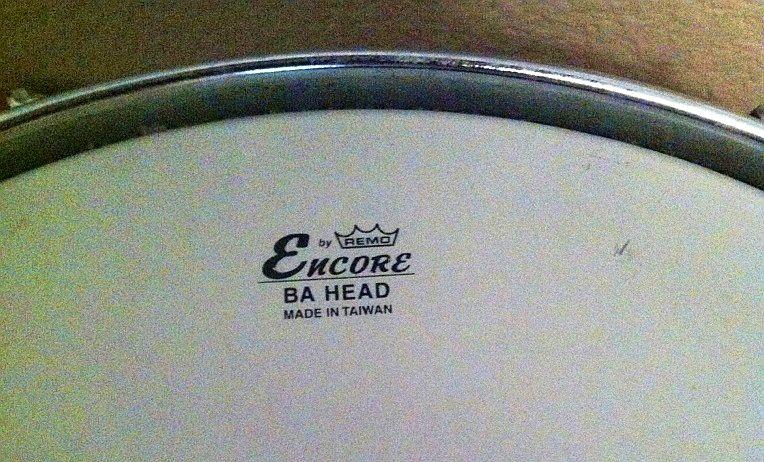 by REMO
ENCORE
BA HEAD
MADE IN TAIWAN